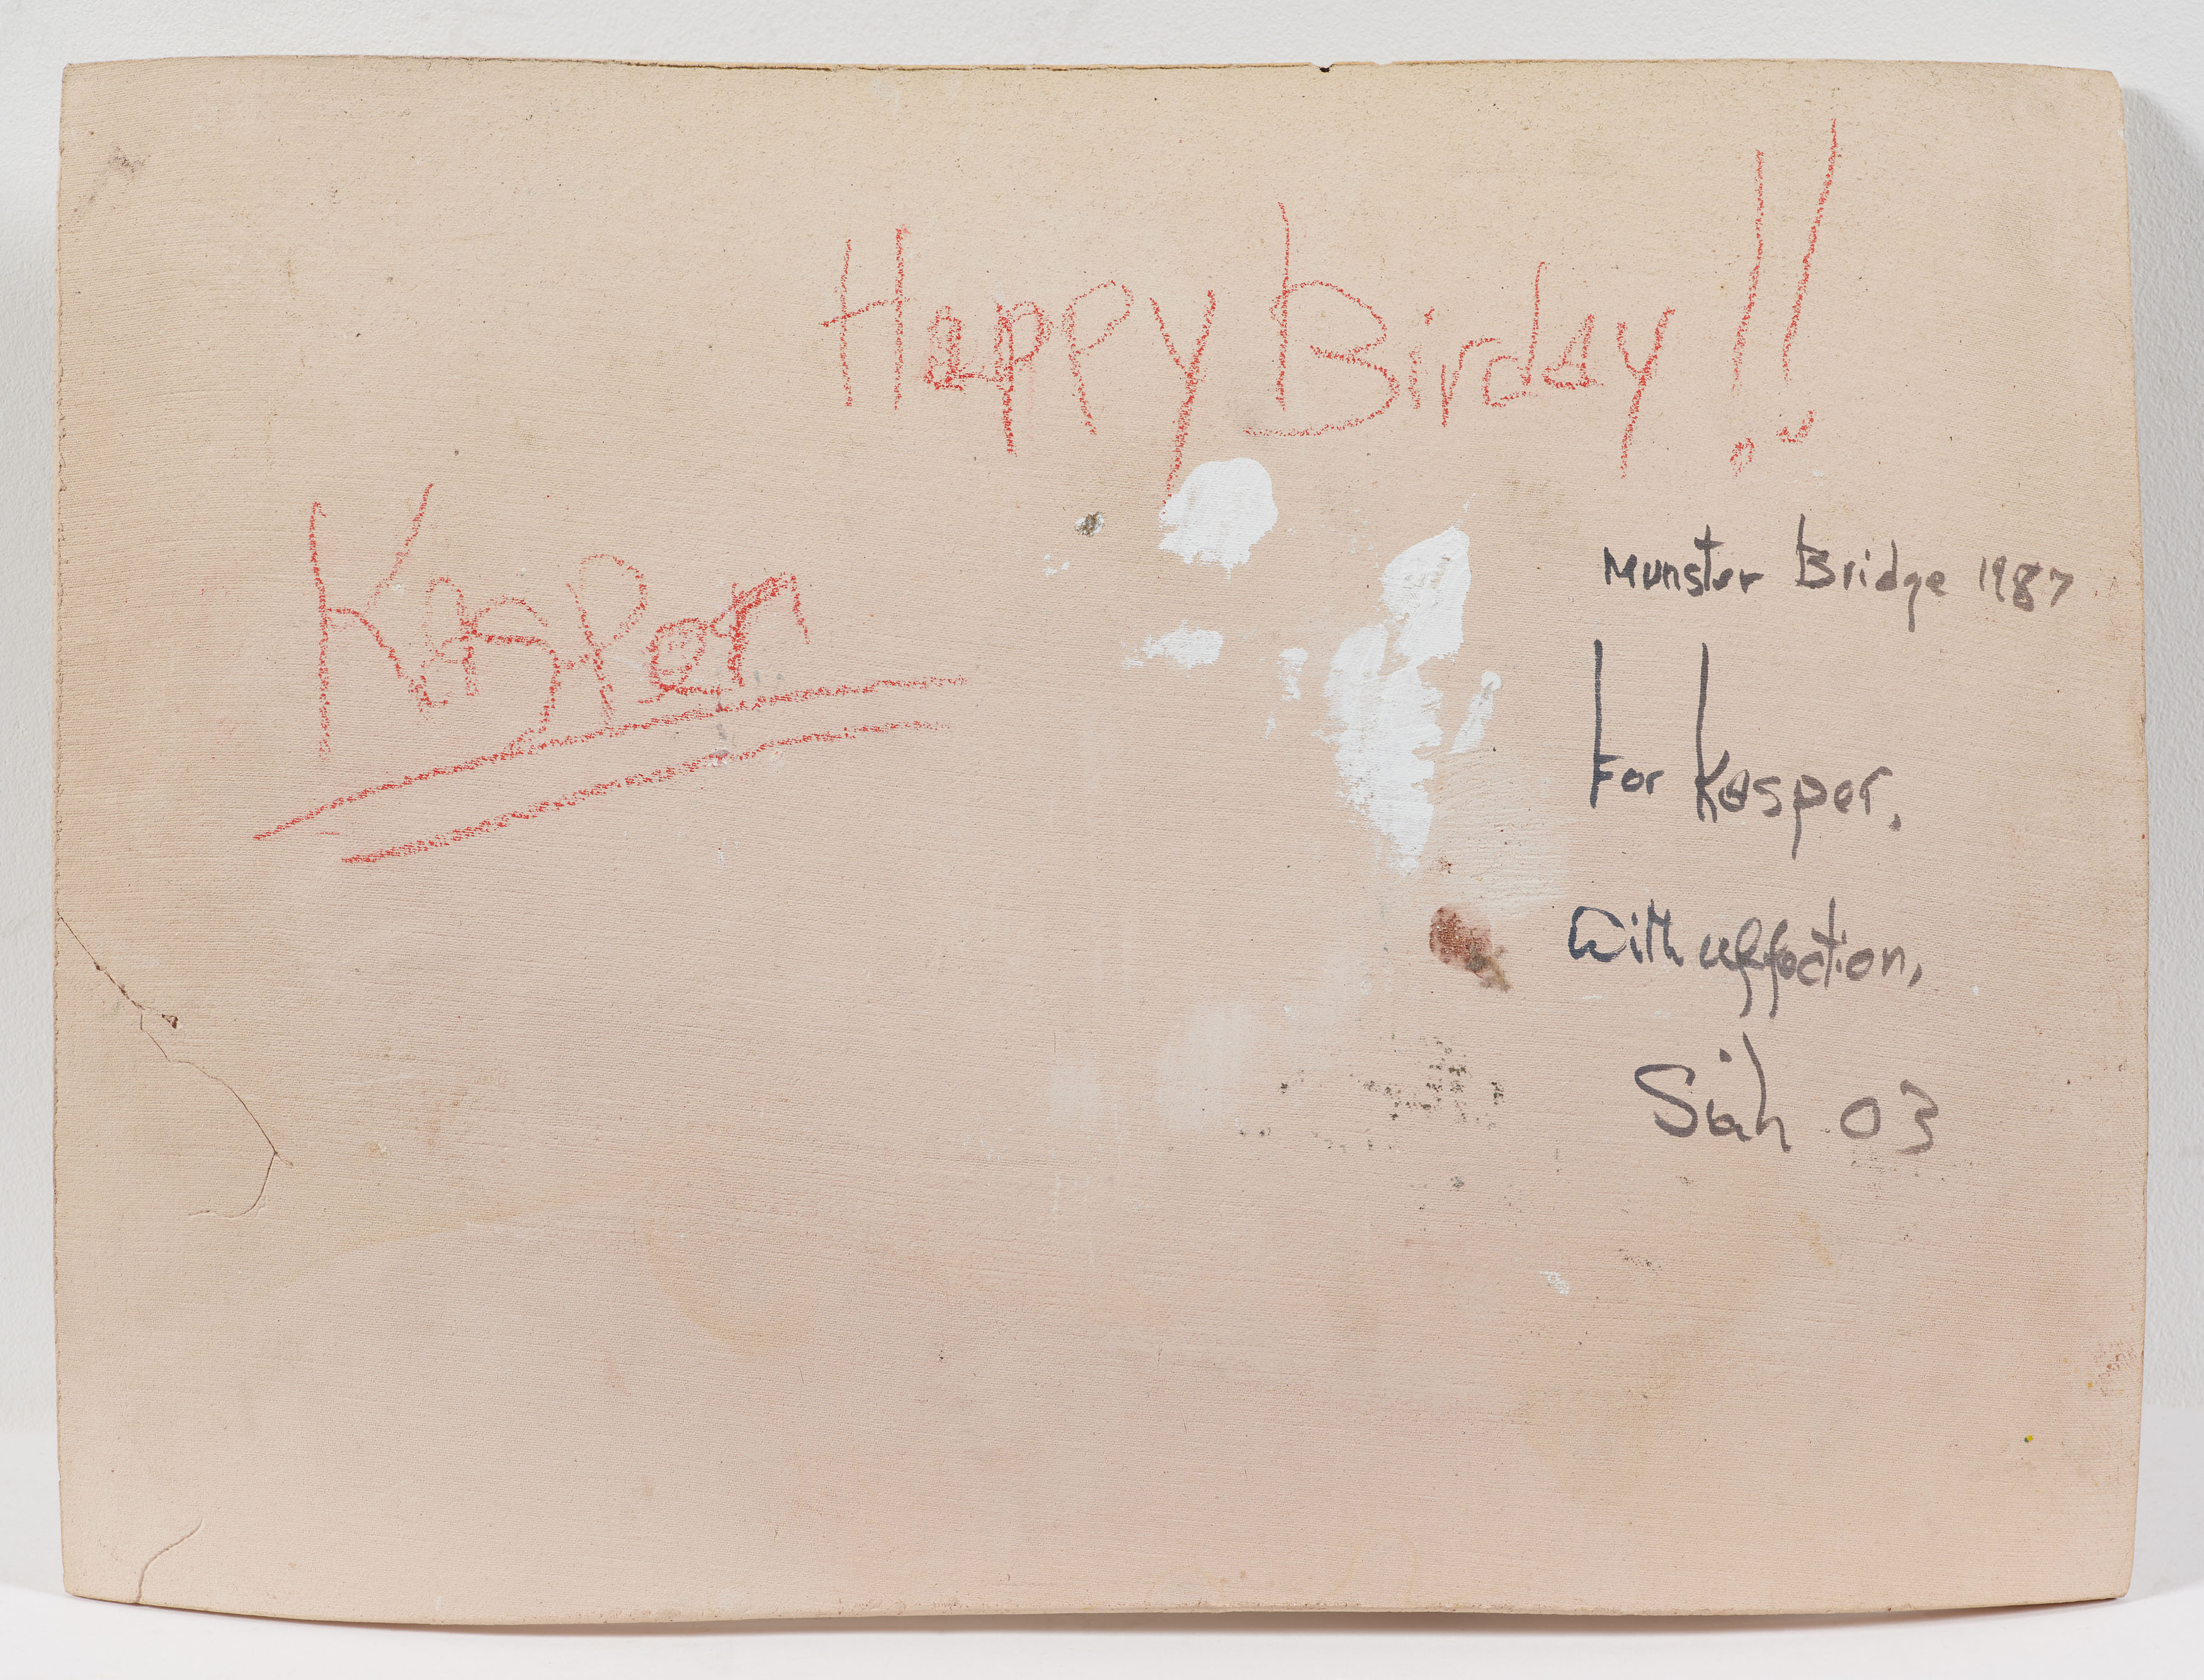 Happy Birday!!
Kasper
Munster Bridge 1987
For Kasper.
With affection,
Siah 03